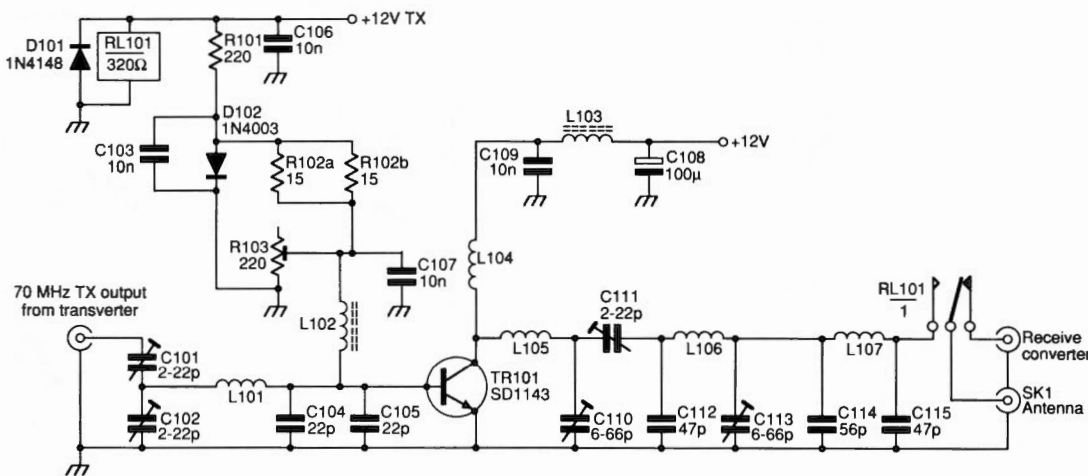 +12V TX
D101
1N4148
RL101
320Ω
R101
220
C106
10n
D102
1N4003
C103
10n
R102a
15
R102b
15
R103
220
C107
10n
L102
L103
+12V
C109
10n
C108
100μ
L104
70 MHz TX output
from transverter
C101
2-22p
C102
2-22p
L101
C104
22p
C105
22p
TR101
SD1143
L105
C111
2-22p
C110
6-66p
C112
47p
L106
C113
6-66p
C114
56p
L107
C115
47p
RL101
1
Receive
converter
SK1
Antenna